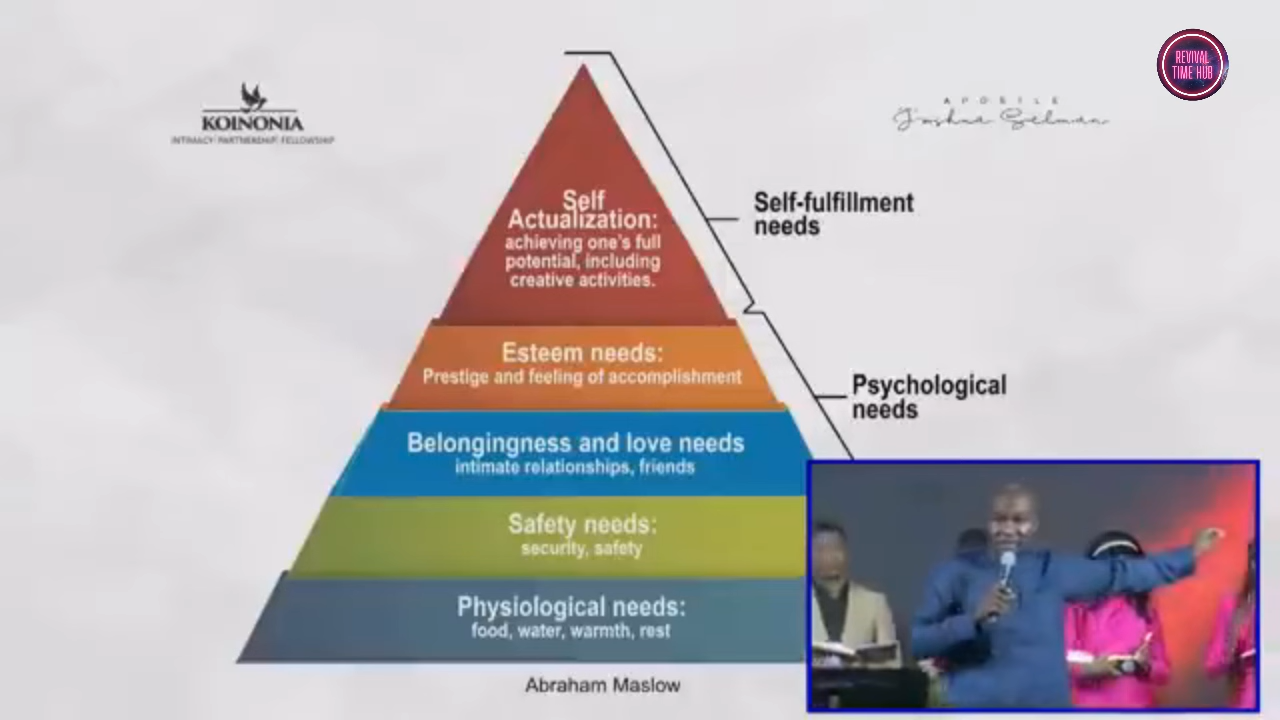 REVIVAL
TIME HUB
KOINONIA
INTIMACY PARTNERSHIP FELLOWSHIP
APOSTLE
Joshua Selman
Self
Actualization:
achieving one's full
potential, including
creative activities.
Self-fulfillment
needs
Esteem needs:
Prestige and feeling of accomplishment
Psychological
needs
Belongingness and love needs
intimate relationships, friends
Safety needs:
security, safety
Physiological needs:
food, water, warmth, rest
Abraham Maslow